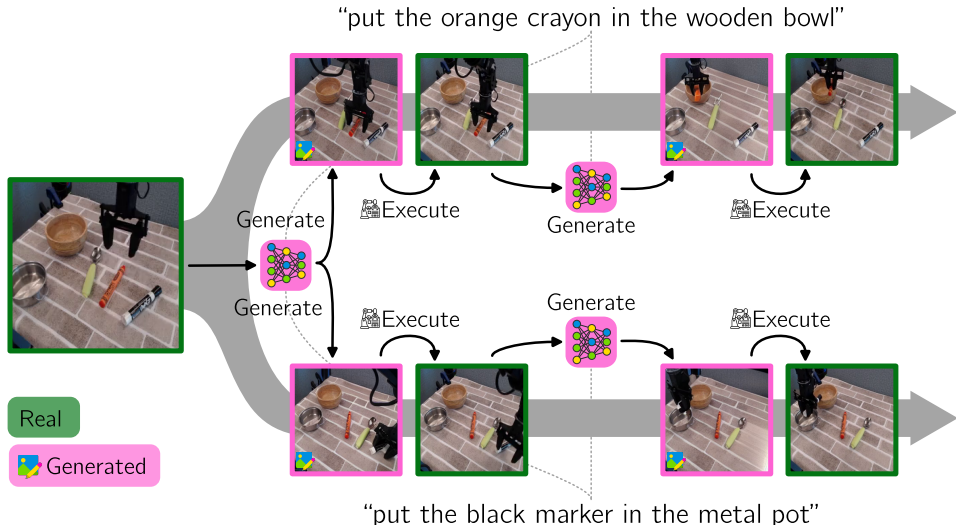 “put the orange crayon in the wooden bowl”
Generate
Execute
Generate
Execute
Generate
Execute
Generate
Execute
Real
Generated
“put the black marker in the metal pot”